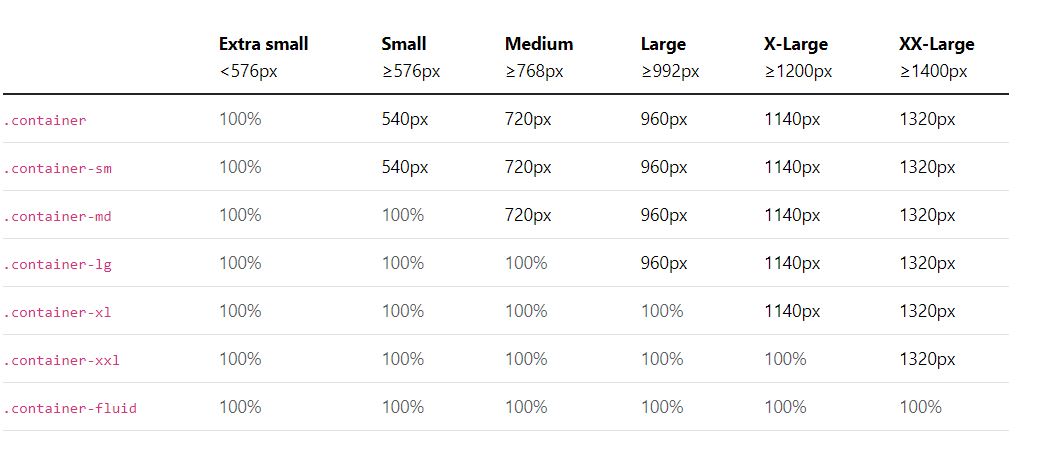 Extra small Small Medium Large X-Large XX-Large
<576px ≥576px ≥768px ≥992px ≥1200px ≥1400px
.container 100% 540px 720px 960px 1140px 1320px
.container-sm 100% 540px 720px 960px 1140px 1320px
.container-md 100% 100% 720px 960px 1140px 1320px
.container-lg 100% 100% 100% 960px 1140px 1320px
.container-xl 100% 100% 100% 100% 1140px 1320px
.container-xxl 100% 100% 100% 100% 100% 1320px
.container-fluid 100% 100% 100% 100% 100% 100%